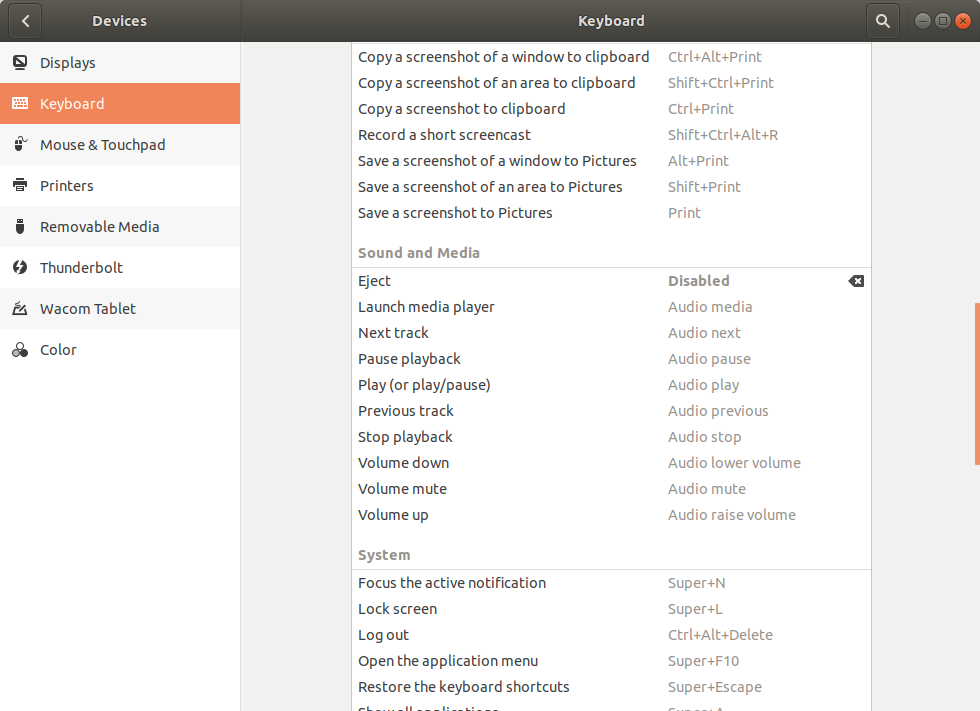 Devices
Keyboard
Displays
Keyboard
Mouse & Touchpad
Printers
Removable Media
Thunderbolt
Wacom Tablet
Color
Copy a screenshot of a window to clipboard Ctrl+Alt+Print
Copy a screenshot of an area to clipboard Shift+Ctrl+Print
Copy a screenshot to clipboard Ctrl+Print
Record a short screencast Shift+Ctrl+Alt+R
Save a screenshot of a window to Pictures Alt+Print
Save a screenshot of an area to Pictures Shift+Print
Save a screenshot to Pictures Print
Sound and Media
Eject Disabled
Launch media player Audio media
Next track Audio next
Pause playback Audio pause
Play (or play/pause) Audio play
Previous track Audio previous
Stop playback Audio stop
Volume down Audio lower volume
Volume mute Audio mute
Volume up Audio raise volume
System
Focus the active notification Super+N
Lock screen Super+L
Log out Ctrl+Alt+Delete
Open the application menu Super+F10
Restore the keyboard shortcuts Super+Escape
Show all applications Super+A